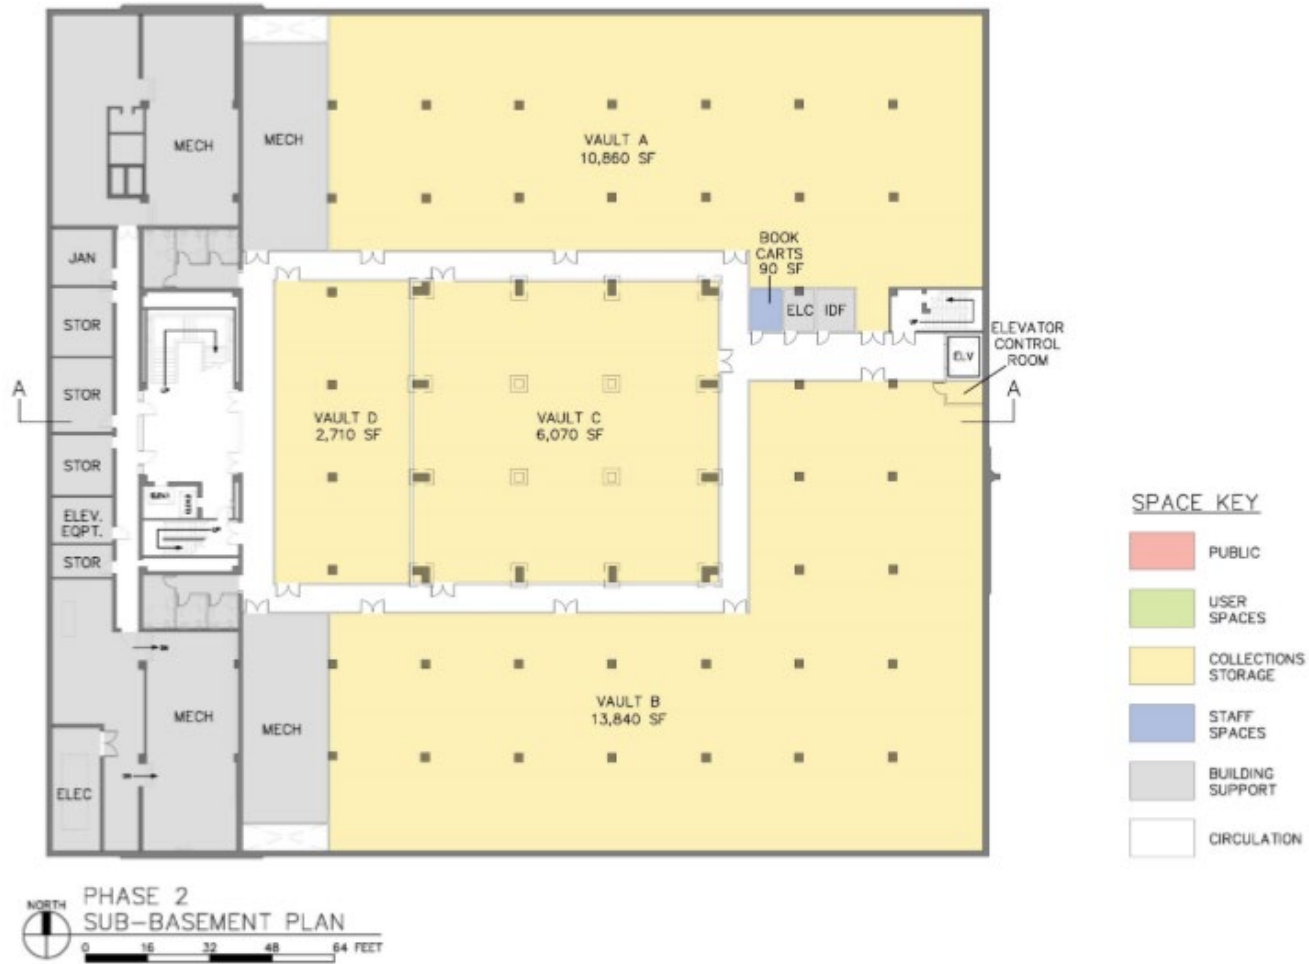 MECH
MECH
VAULT A
10,860 SF
JAN
BOOK
CARTS
90 SF
STOR
ELC
IDF
ELEVATOR
CONTROL
ROOM
ELV
STOR
A
A
VAULT D
2,710 SF
VAULT C
6,070 SF
STOR
ELEV.
EQPT.
STOR
VAULT B
13,840 SF
MECH
MECH
ELEC
SPACE KEY
PUBLIC
USER
SPACES
COLLECTIONS
STORAGE
STAFF
SPACES
BUILDING
SUPPORT
CIRCULATION
NORTH
PHASE 2
SUB-BASEMENT PLAN
0 16 32 48 64 FEET